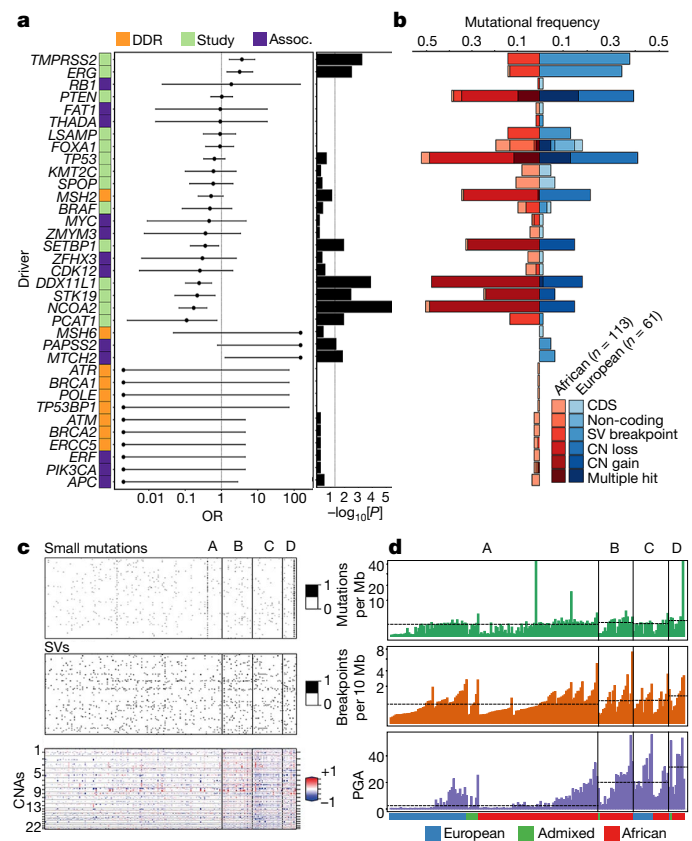 a
DDR Study Assoc.
Driver
TMPRSS2
ERG
RB1
PTEN
FAT1
THADA
LSAMP
FOXA1
TP53
KMT2C
SPOP
MSH2
BRAF
MYC
ZMYM3
SETBP1
ZFHX3
CDK12
DDX11L1
STK19
NCOA2
PCAT1
MSH6
PAPSS2
MTCH2
ATR
BRCA1
POLE
TP53BP1
ATM
BRCA2
ERCC5
ERF
PIK3CA
APC
0.01 0.1 1 10 100
OR
1 2 3 4 5
–log10[P]
b
Mutational frequency
0.5 0.3 0.1 0.1 0.3 0.5
African (n = 113)
European (n = 61)
CDS
Non-coding
SV breakpoint
CN loss
CN gain
Multiple hit
c
Small mutations A B C D
1
0
SVs
1
0
CNAs
1
5
9
13
22
+1
–1
d
A B C D
Mutations
per Mb
40
20
10
Breakpoints
per 10 Mb
8
4
2
PGA
40
20
0
European Admixed African